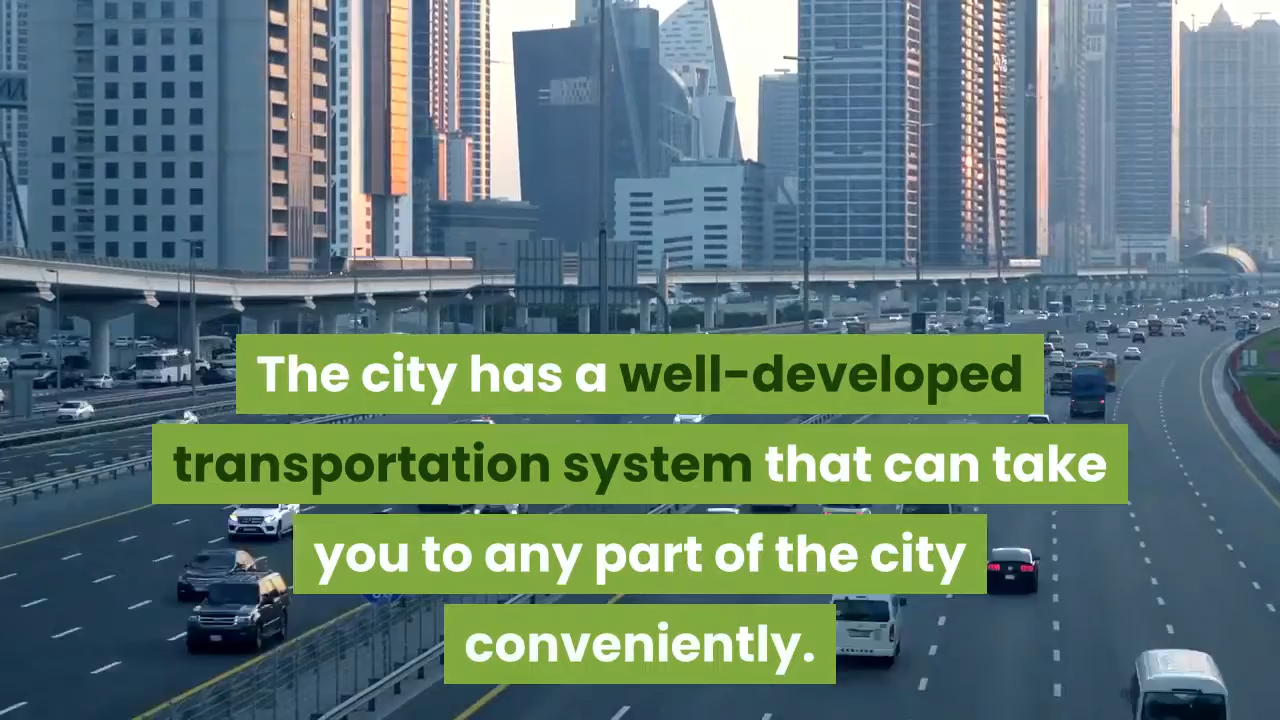 The city has a well-developed
transportation system that can take
you to any part of the city
conveniently.